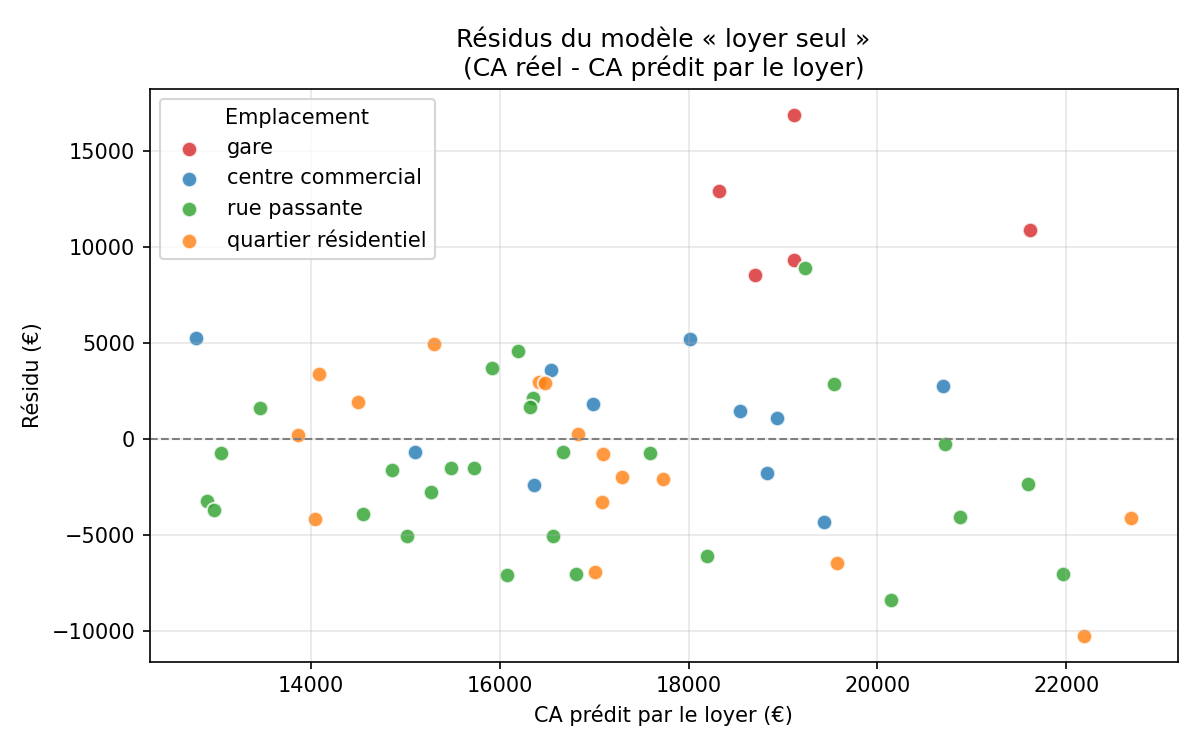 Résidus du modèle « loyer seul »
(CA réel - CA prédit par le loyer)
Emplacement
gare
centre commercial
rue passante
quartier résidentiel
15000
10000
5000
0
−5000
−10000
Résidu (€)
14000 16000 18000 20000 22000
CA prédit par le loyer (€)